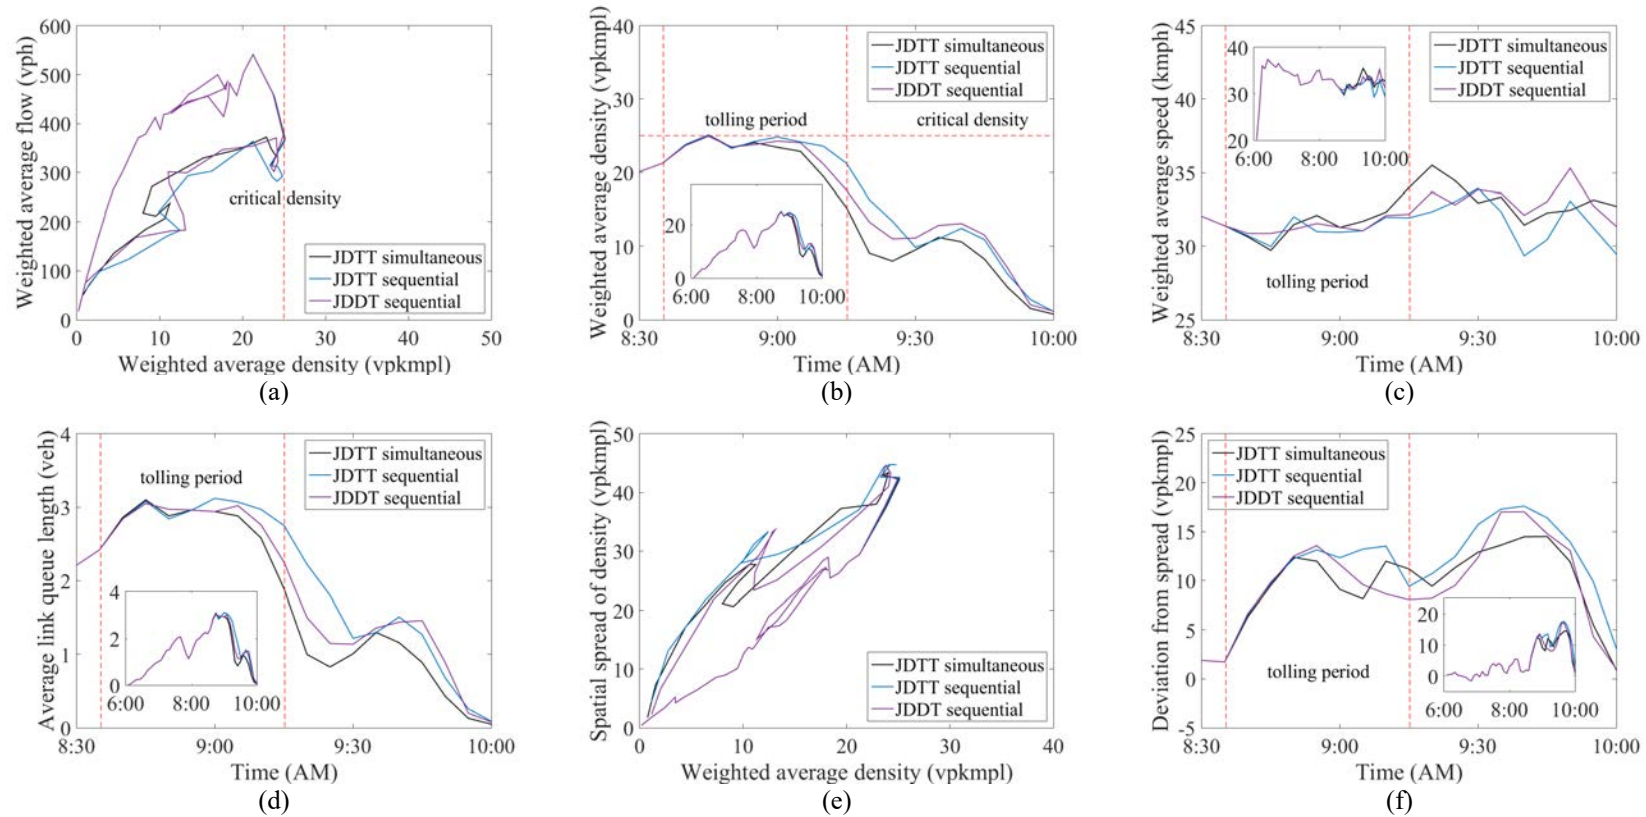 Weighted average flow (vph)
600
500
400
300
200
100
0
critical density
JDTT simultaneous
JDTT sequential
JDDT sequential
0
10
20
30
40
50
Weighted average density (vpkmpl)
(a)
Weighted average density (vpkmpl)
40
30
20
10
0
JDTT simultaneous
JDTT sequential
JDDT sequential
tolling period
critical density
20
0
6:00
8:00
10:00
8:30
9:00
9:30
10:00
Time (AM)
(b)
Weighted average speed (kmph)
45
40
35
30
25
40
30
20
6:00
8:00
10:00
JDTT simultaneous
JDTT sequential
JDDT sequential
tolling period
8:30
9:00
9:30
10:00
Time (AM)
(c)
Average link queue length (veh)
4
3
2
1
0
JDTT simultaneous
JDTT sequential
JDDT sequential
tolling period
4
2
0
6:00
8:00
10:00
8:30
9:00
9:30
10:00
Time (AM)
(d)
Spatial spread of density (vpkmpl)
50
40
30
20
10
0
JDTT simultaneous
JDTT sequential
JDDT sequential
0
10
20
30
40
Weighted average density (vpkmpl)
(e)
Deviation from spread (vpkmpl)
25
20
15
10
5
0
-5
JDTT simultaneous
JDTT sequential
JDDT sequential
tolling period
20
10
0
6:00
8:00
10:00
8:30
9:00
9:30
10:00
Time (AM)
(f)